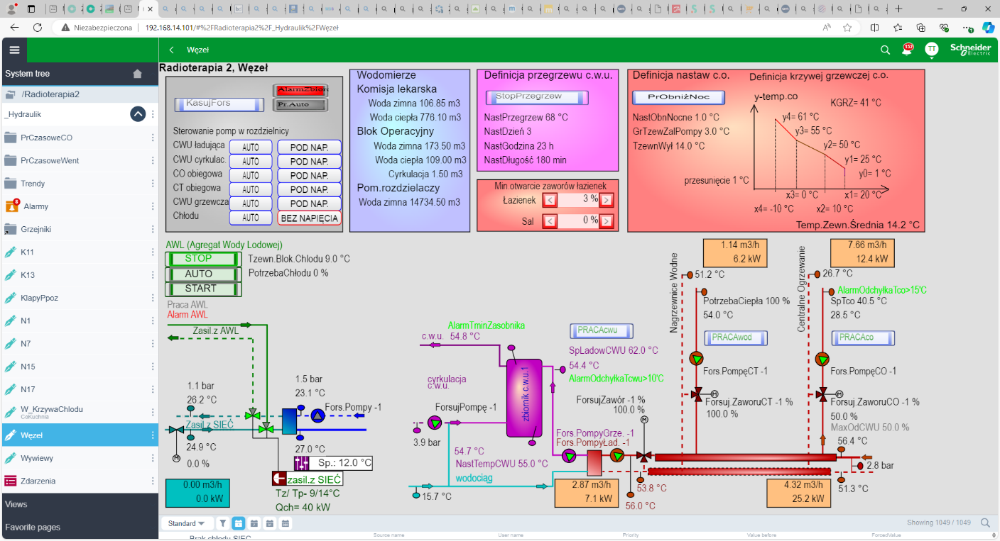 Niezabezpieczona
192.168.14.101/#%2FRadioterapia2%2F_Hydraulik%2FWęzeł
Węzeł
152
TT
Schneider
Electric
System tree
/Radioterapia2
_Hydraulik
PrCzasoweCO
PrCzasoweWent
Trendy
8
Alarmy
Grzejniki
K11
K13
KlapyPpoz
N1
N7
N15
N17
W_KrzywaChlodu
CoKuchnia
Węzeł
Wywiewy
Zdarzenia
Views
Favorite pages
Radioterapia 2, Węzeł
KasujFors
AlarmZbior
Pr.Auto
Sterowanie pomp w rozdzielnicy
CWU ładująca AUTO POD NAP.
CWU cyrkulac. AUTO POD NAP.
CO obiegowa AUTO POD NAP.
CT obiegowa AUTO POD NAP.
CWU grzewcza AUTO POD NAP.
Chłodu AUTO BEZ NAPIĘCIA
Wodomierze
Komisja lekarska
Woda zimna 106.85 m3
Woda ciepła 776.10 m3
Blok Operacyjny
Woda zimna 173.50 m3
Woda ciepła 109.00 m3
Cyrkulacja 1.50 m3
Pom.rozdzielaczy
Woda zimna 14734.50 m3
Definicja przegrzewu c.w.u.
StopPrzegrzew
NastPrzegrzew 68 °C
NastDzień 3
NastGodzina 23 h
NastDługość 180 min
Min.otwarcie zaworów łazienek
Łazienek < 3 % >
Sal < 0 % >
Definicja nastaw c.o.
PrObniżNoc
NastObnNocne 1.0 °C
GrTzewZalPompy 3.0 °C
TzewnWył 14.0 °C
Definicja krzywej grzewczej c.o.
y-temp.co
KGRZ= 41 °C
y4= 61 °C
y3= 55 °C
y2= 50 °C
y1= 25 °C
y0= 1 °C
przesunięcie 1 °C
x3= 0 °C
x1= 20 °C
x4= -10 °C
x2= 10 °C
Temp.Zewn.Średnia 14.2 °C
AWL (Agregat Wody Lodowej)
STOP
AUTO
START
Tzewn.Blok.Chlodu 9.0 °C
PotrzebaChłodu 0 %
Praca AWL
Alarm AWL
Zasil.z AWL
1.1 bar
26.2 °C
1.5 bar
23.1 °C
Fors.Pompy -1
Zasil.z SIEĆ
24.9 °C
27.0 °C
0.0 %
Sp.: 12.0 °C
zasil.z SIEĆ
Tz/ Tp- 9/14°C
Qch= 40 kW
0.00 m3/h
0.0 kW
AlarmTminZasobnika
c.w.u. 54.8 °C
PRACAcwu
SpLadowCWU 62.0 °C
54.4 °C
AlarmOdchyłkaTcwu>10'C
cyrkulacja
c.w.u.
zbiornik c.w.u.1
ForsujPompę -1
3.9 bar
54.7 °C
NastTempCWU 55.0 °C
wodociąg
15.7 °C
ForsujZawór -1 %
100.0 %
M
Fors.PompyGrze. -1
Fors.PompyŁad. -1
2.87 m3/h
7.1 kW
53.8 °C
56.0 °C
Nagrzewnice Wodne
1.14 m3/h
6.2 kW
51.2 °C
PotrzebaCiepła 100 %
54.0 °C
PRACAwod
Fors.PompęCT -1
M
Forsuj.ZaworuCT -1 %
100.0 %
Centralne Ogrzewanie
7.66 m3/h
12.4 kW
26.7 °C
AlarmOdchyłkaTco>15'C
SpTco 40.5 °C
28.5 °C
PRACAco
Fors.PompęCO -1
M
Forsuj.ZaworuCO -1 %
50.0 %
MaxOdCWU 50.0 %
56.4 °C
2.8 bar
51.3 °C
4.32 m3/h
25.2 kW
Standard
Showing 1049 / 1049
Source name
User name
Priority
Value before
ForcedValue